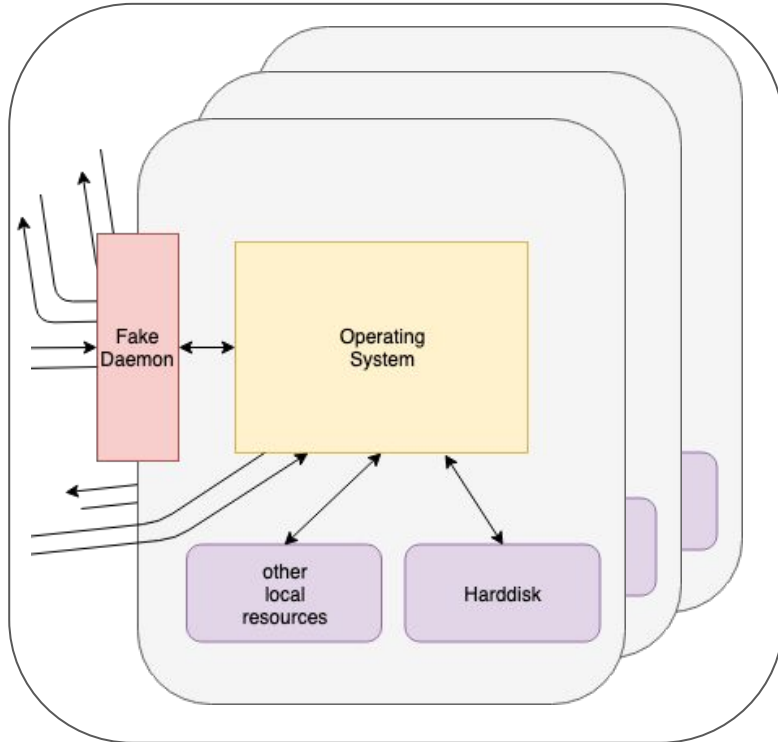 Fake
Daemon
Operating
System
other
local
resources
Harddisk